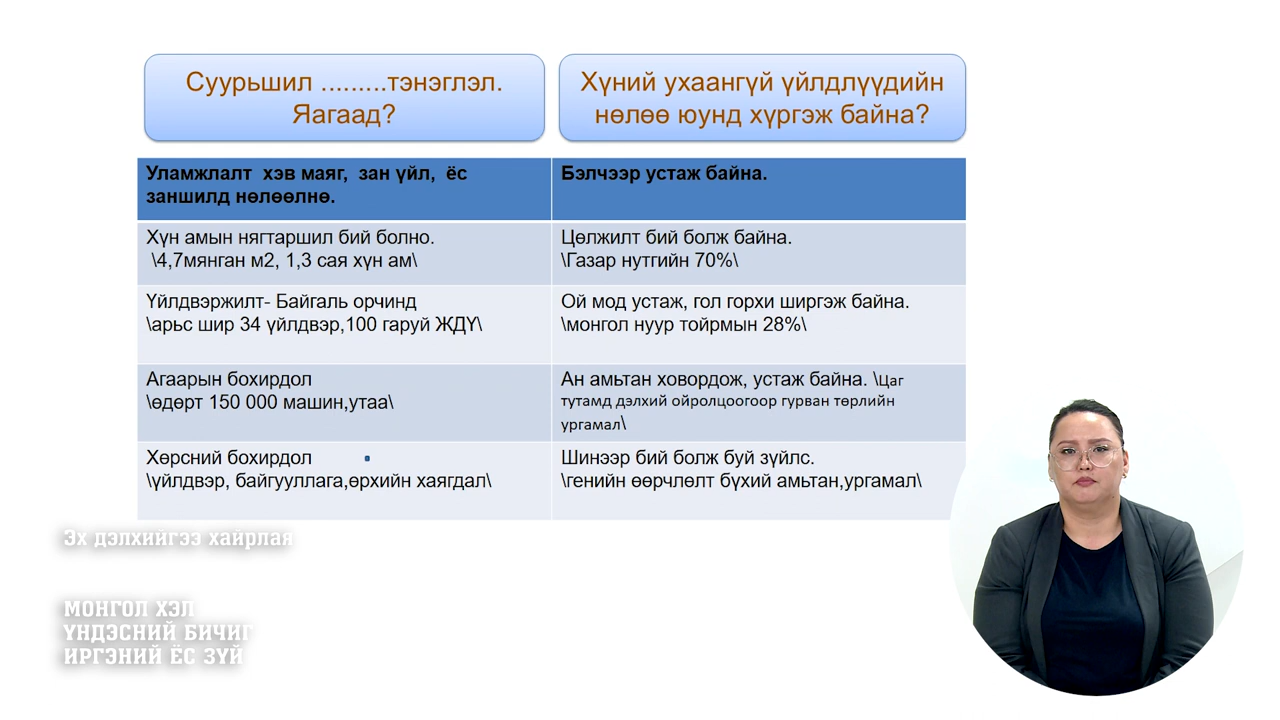 Суурьшил .........тэнэглэл.
Яагаад?
Хүний ухаангүй үйлдлүүдийн
нөлөө юунд хүргэж байна?
Уламжлалт хэв маяг, зан үйл, ёс
заншилд нөлөөлнө.
Бэлчээр устаж байна.
Хүн амын нягтаршил бий болно.
\4,7мянган м2, 1,3 сая хүн ам\
Цөлжилт бий болж байна.
\Газар нутгийн 70%\
Үйлдвэржилт- Байгаль орчинд
\арьс шир 34 үйлдвэр,100 гаруй ЖДҮ\
Ой мод устаж, гол горхи ширгэж байна.
\монгол нуур тойрмын 28%\
Агаарын бохирдол
\өдөрт 150 000 машин,утаа\
Ан амьтан ховордож, устаж байна. \Цаг
тутамд дэлхий ойролцоогоор гурван төрлийн
ургамал\
Хөрсний бохирдол
\үйлдвэр, байгууллага,өрхийн хаягдал\
Шинээр бий болж буй зүйлс.
\генийн өөрчлөлт бүхий амьтан,ургамал\
Эх дэлхийгээ хайрлая
МОНГОЛ ХЭЛ
ҮНДЭСНИЙ БИЧИГ
ИРГЭНИЙ ЁС ЗҮЙ